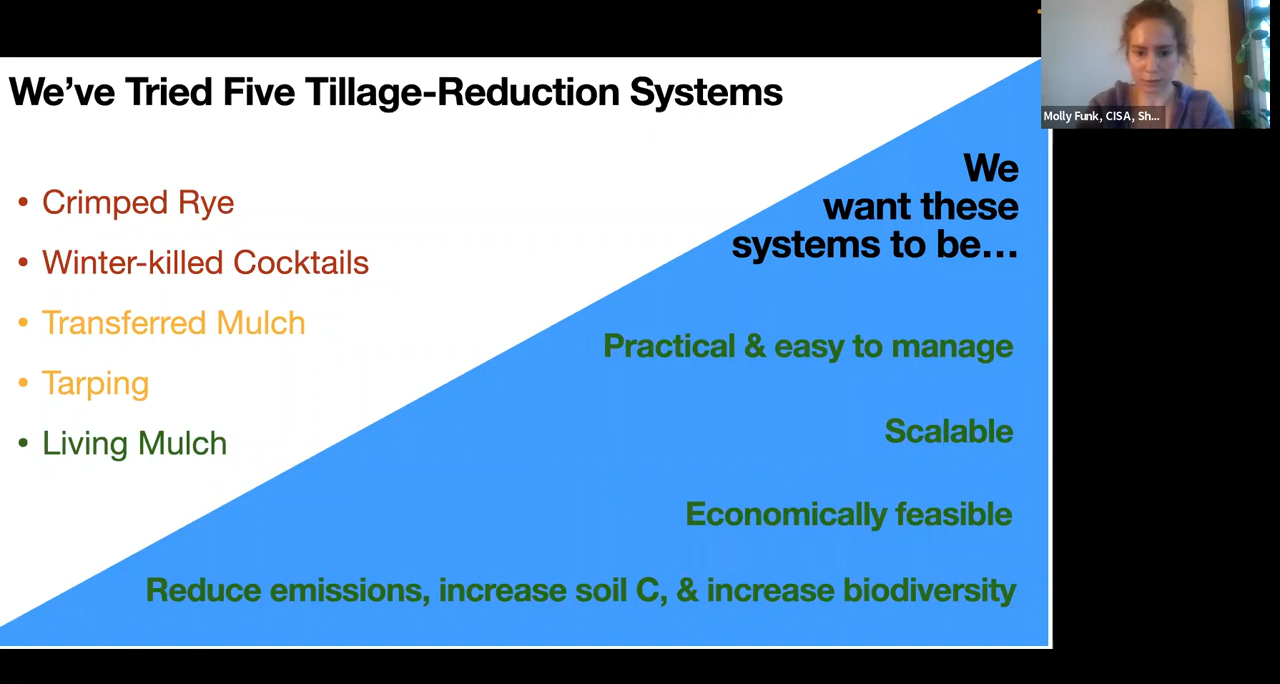 We've Tried Five Tillage-Reduction Systems
• Crimped Rye
• Winter-killed Cocktails
• Transferred Mulch
• Tarping
• Living Mulch
We
want these
systems to be…
Practical & easy to manage
Scalable
Economically feasible
Reduce emissions, increase soil C, & increase biodiversity
Molly Funk, CISA, Sh...